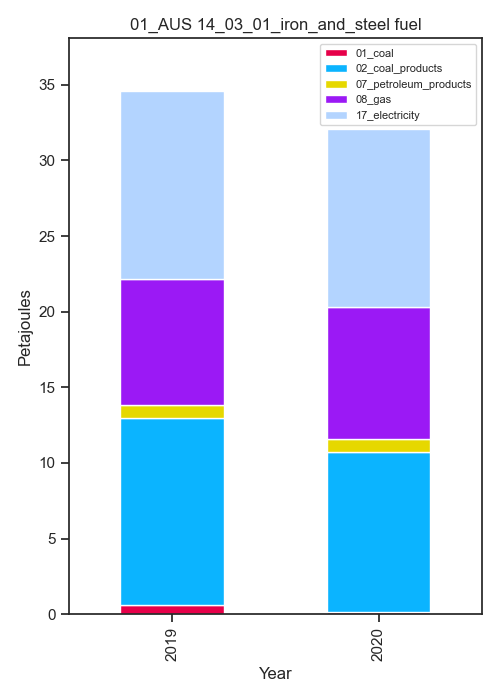 01_AUS 14_03_01_iron_and_steel fuel
01_coal
02_coal_products
07_petroleum_products
08_gas
17_electricity
35
30
25
20
15
10
5
0
Petajoules
2019
2020
Year